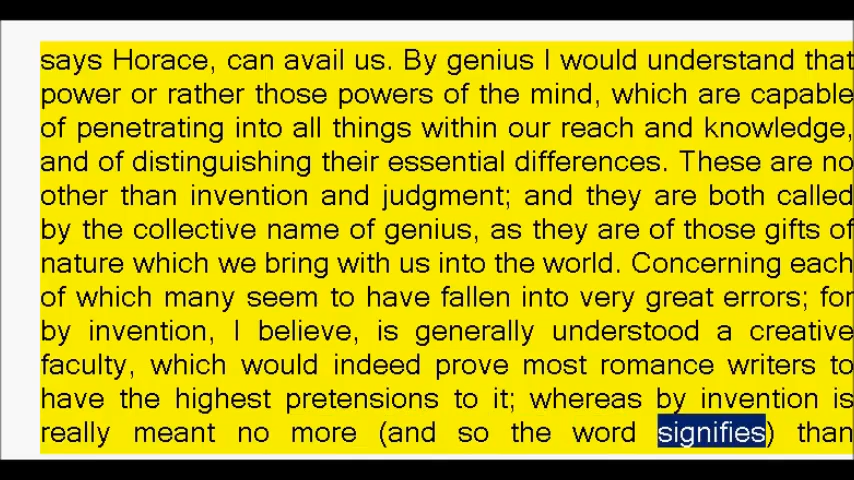 says Horace, can avail us. By genius I would understand that
power or rather those powers of the mind, which are capable
of penetrating into all things within our reach and knowledge,
and of distinguishing their essential differences. These are no
other than invention and judgment; and they are both called
by the collective name of genius, as they are of those gifts of
nature which we bring with us into the world. Concerning each
of which many seem to have fallen into very great errors; for
by invention, I believe, is generally understood a creative
faculty, which would indeed prove most romance writers to
have the highest pretensions to it; whereas by invention is
really meant no more (and so the word signifies) than